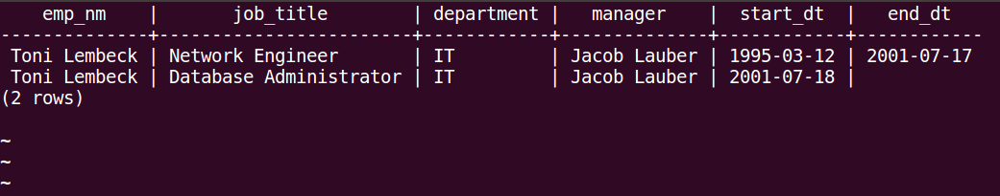 emp_nm    |       job_title        | department |   manager    |  start_dt  |   end_dt
--------------+------------------------+------------+--------------+------------+------------
 Toni Lembeck | Network Engineer       | IT         | Jacob Lauber | 1995-03-12 | 2001-07-17
 Toni Lembeck | Database Administrator | IT         | Jacob Lauber | 2001-07-18 |
(2 rows)
~
~
~